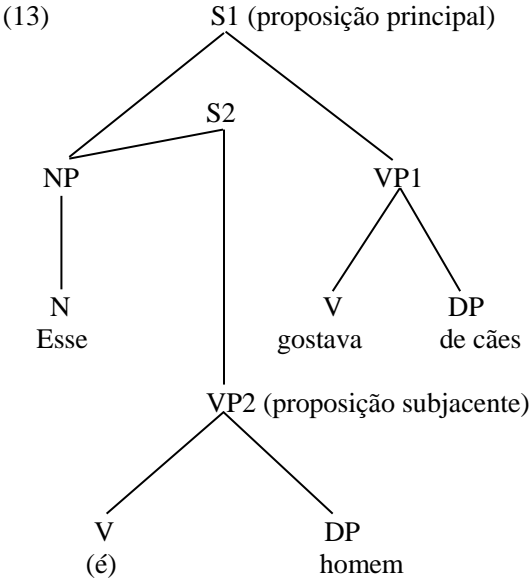 (13) S1 (proposição principal)
S2
NP VP1
N V DP
Esse gostava de cães
VP2 (proposição subjacente)
V DP
(é) homem